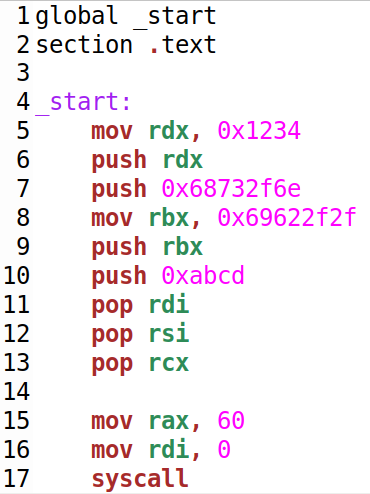 1 global _start
2 section .text
3
4 _start:
5     mov rdx, 0x1234
6     push rdx
7     push 0x68732f6e
8     mov rbx, 0x69622f2f
9     push rbx
10     push 0xabcd
11     pop rdi
12     pop rsi
13     pop rcx
14
15     mov rax, 60
16     mov rdi, 0
17     syscall